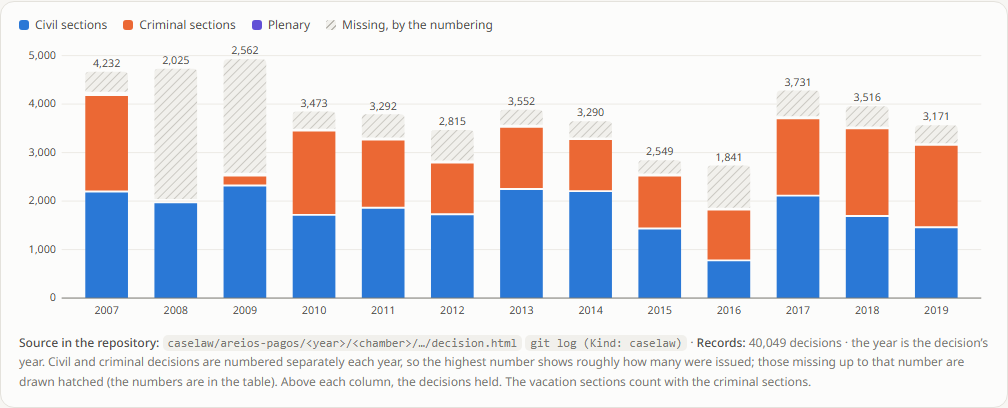 Civil sections Criminal sections Plenary Missing, by the numbering
5,000
4,000
3,000
2,000
1,000
0
4,232 2,025 2,562 3,473 3,292 2,815 3,552 3,290 2,549 1,841 3,731 3,516 3,171
2007 2008 2009 2010 2011 2012 2013 2014 2015 2016 2017 2018 2019
Source in the repository: caselaw/areios-pagos/<year>/<chamber>/…/decision.html git log (Kind: caselaw) · Records: 40,049 decisions · the year is the decision's
year. Civil and criminal decisions are numbered separately each year, so the highest number shows roughly how many were issued; those missing up to that number are
drawn hatched (the numbers are in the table). Above each column, the decisions held. The vacation sections count with the criminal sections.